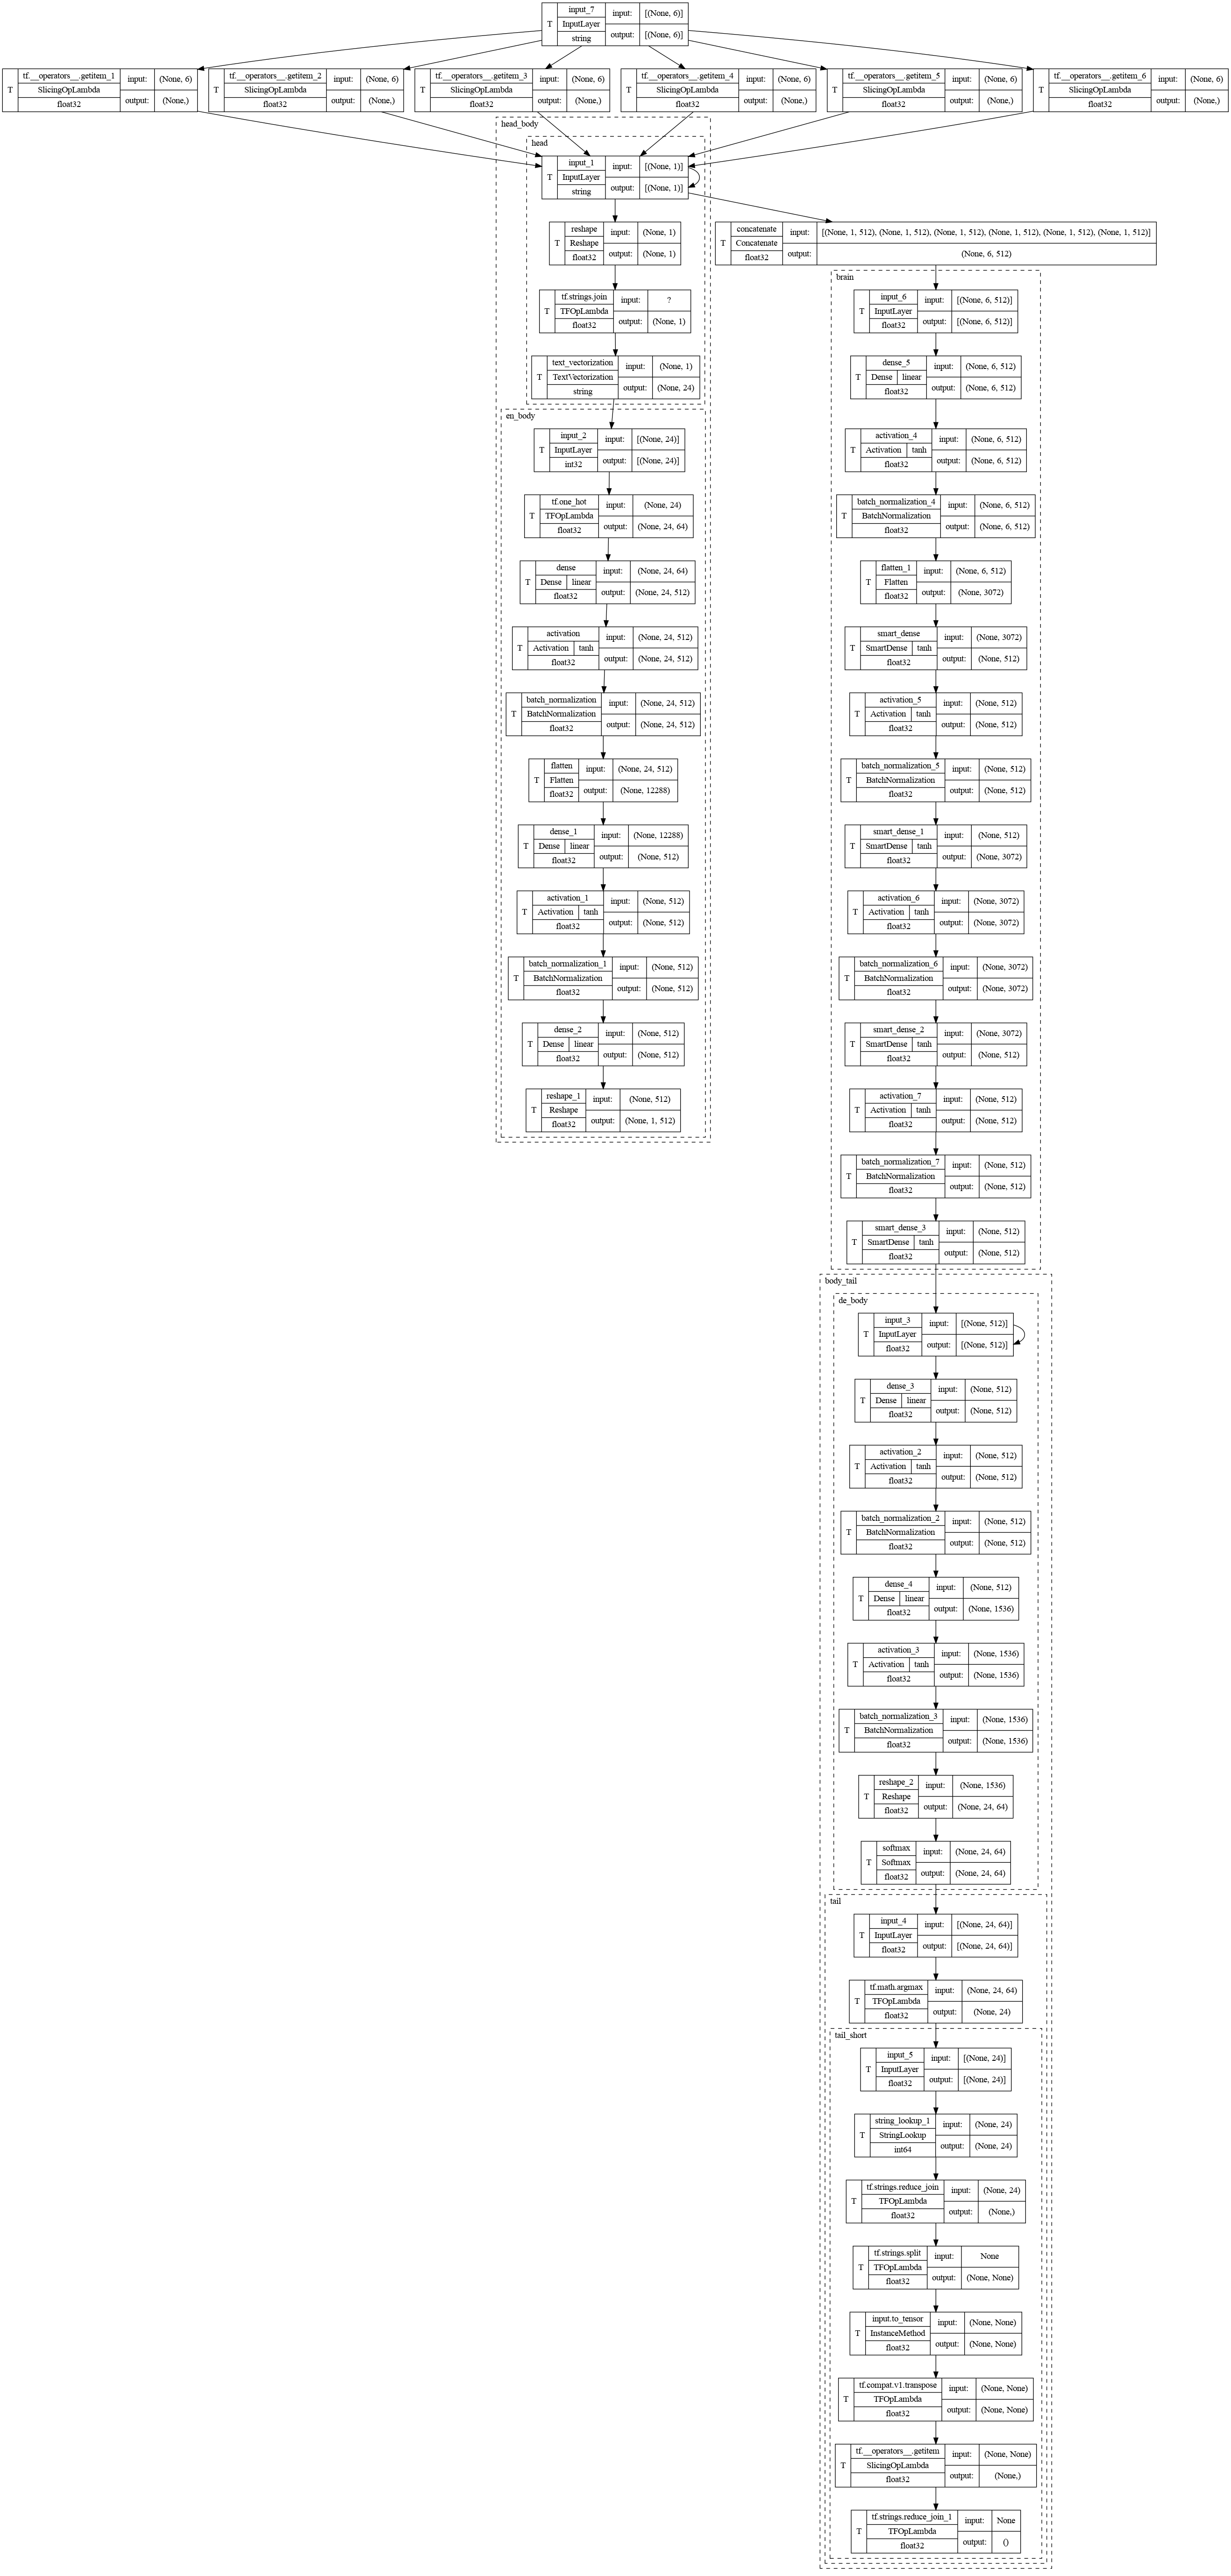 input_7
T InputLayer input: [(None, 6)]
string output: [(None, 6)]
tf.__operators__.getitem_1 input: (None, 6)
T SlicingOpLambda
float32 output: (None,)
tf.__operators__.getitem_2 input: (None, 6)
T SlicingOpLambda
float32 output: (None,)
tf.__operators__.getitem_3 input: (None, 6)
T SlicingOpLambda
float32 output: (None,)
tf.__operators__.getitem_4 input: (None, 6)
T SlicingOpLambda
float32 output: (None,)
tf.__operators__.getitem_5 input: (None, 6)
T SlicingOpLambda
float32 output: (None,)
tf.__operators__.getitem_6 input: (None, 6)
T SlicingOpLambda
float32 output: (None,)
head_body
head
input_1 input: [(None, 1)]
T InputLayer
string output: [(None, 1)]
reshape input: (None, 1)
T Reshape
float32 output: (None, 1)
tf.strings.join input: ?
T TFOpLambda
float32 output: (None, 1)
text_vectorization input: (None, 1)
T TextVectorization
string output: (None, 24)
en_body
input_2 input: [(None, 24)]
T InputLayer
int32 output: [(None, 24)]
tf.one_hot input: (None, 24)
T TFOpLambda
float32 output: (None, 24, 64)
dense input: (None, 24, 64)
T Dense linear
float32 output: (None, 24, 512)
activation input: (None, 24, 512)
T Activation tanh
float32 output: (None, 24, 512)
batch_normalization input: (None, 24, 512)
T BatchNormalization
float32 output: (None, 24, 512)
flatten input: (None, 24, 512)
T Flatten
float32 output: (None, 12288)
dense_1 input: (None, 12288)
T Dense linear
float32 output: (None, 512)
activation_1 input: (None, 512)
T Activation tanh
float32 output: (None, 512)
batch_normalization_1 input: (None, 512)
T BatchNormalization
float32 output: (None, 512)
dense_2 input: (None, 512)
T Dense linear
float32 output: (None, 512)
reshape_1 input: (None, 512)
T Reshape
float32 output: (None, 1, 512)
concatenate input: [(None, 1, 512), (None, 1, 512), (None, 1, 512), (None, 1, 512), (None, 1, 512), (None, 1, 512)]
T Concatenate
float32 output: (None, 6, 512)
brain
input_6 input: [(None, 6, 512)]
T InputLayer
float32 output: [(None, 6, 512)]
dense_5 input: (None, 6, 512)
T Dense linear
float32 output: (None, 6, 512)
activation_4 input: (None, 6, 512)
T Activation tanh
float32 output: (None, 6, 512)
batch_normalization_4 input: (None, 6, 512)
T BatchNormalization
float32 output: (None, 6, 512)
flatten_1 input: (None, 6, 512)
T Flatten
float32 output: (None, 3072)
smart_dense input: (None, 3072)
T SmartDense tanh
float32 output: (None, 512)
activation_5 input: (None, 512)
T Activation tanh
float32 output: (None, 512)
batch_normalization_5 input: (None, 512)
T BatchNormalization
float32 output: (None, 512)
smart_dense_1 input: (None, 512)
T SmartDense tanh
float32 output: (None, 3072)
activation_6 input: (None, 3072)
T Activation tanh
float32 output: (None, 3072)
batch_normalization_6 input: (None, 3072)
T BatchNormalization
float32 output: (None, 3072)
smart_dense_2 input: (None, 3072)
T SmartDense tanh
float32 output: (None, 512)
activation_7 input: (None, 512)
T Activation tanh
float32 output: (None, 512)
batch_normalization_7 input: (None, 512)
T BatchNormalization
float32 output: (None, 512)
smart_dense_3 input: (None, 512)
T SmartDense tanh
float32 output: (None, 512)
body_tail
de_body
input_3 input: [(None, 512)]
T InputLayer
float32 output: [(None, 512)]
dense_3 input: (None, 512)
T Dense linear
float32 output: (None, 512)
activation_2 input: (None, 512)
T Activation tanh
float32 output: (None, 512)
batch_normalization_2 input: (None, 512)
T BatchNormalization
float32 output: (None, 512)
dense_4 input: (None, 512)
T Dense linear
float32 output: (None, 1536)
activation_3 input: (None, 1536)
T Activation tanh
float32 output: (None, 1536)
batch_normalization_3 input: (None, 1536)
T BatchNormalization
float32 output: (None, 1536)
reshape_2 input: (None, 1536)
T Reshape
float32 output: (None, 24, 64)
softmax input: (None, 24, 64)
T Softmax
float32 output: (None, 24, 64)
tail
input_4 input: [(None, 24, 64)]
T InputLayer
float32 output: [(None, 24, 64)]
tf.math.argmax input: (None, 24, 64)
T TFOpLambda
float32 output: (None, 24)
tail_short
input_5 input: [(None, 24)]
T InputLayer
float32 output: [(None, 24)]
string_lookup_1 input: (None, 24)
T StringLookup
int64 output: (None, 24)
tf.strings.reduce_join input: (None, 24)
T TFOpLambda
float32 output: (None,)
tf.strings.split input: None
T TFOpLambda
float32 output: (None, None)
input.to_tensor input: (None, None)
T InstanceMethod
float32 output: (None, None)
tf.compat.v1.transpose input: (None, None)
T TFOpLambda
float32 output: (None, None)
tf.__operators__.getitem input: (None, None)
T SlicingOpLambda
float32 output: (None,)
tf.strings.reduce_join_1 input: None
T TFOpLambda
float32 output: ()